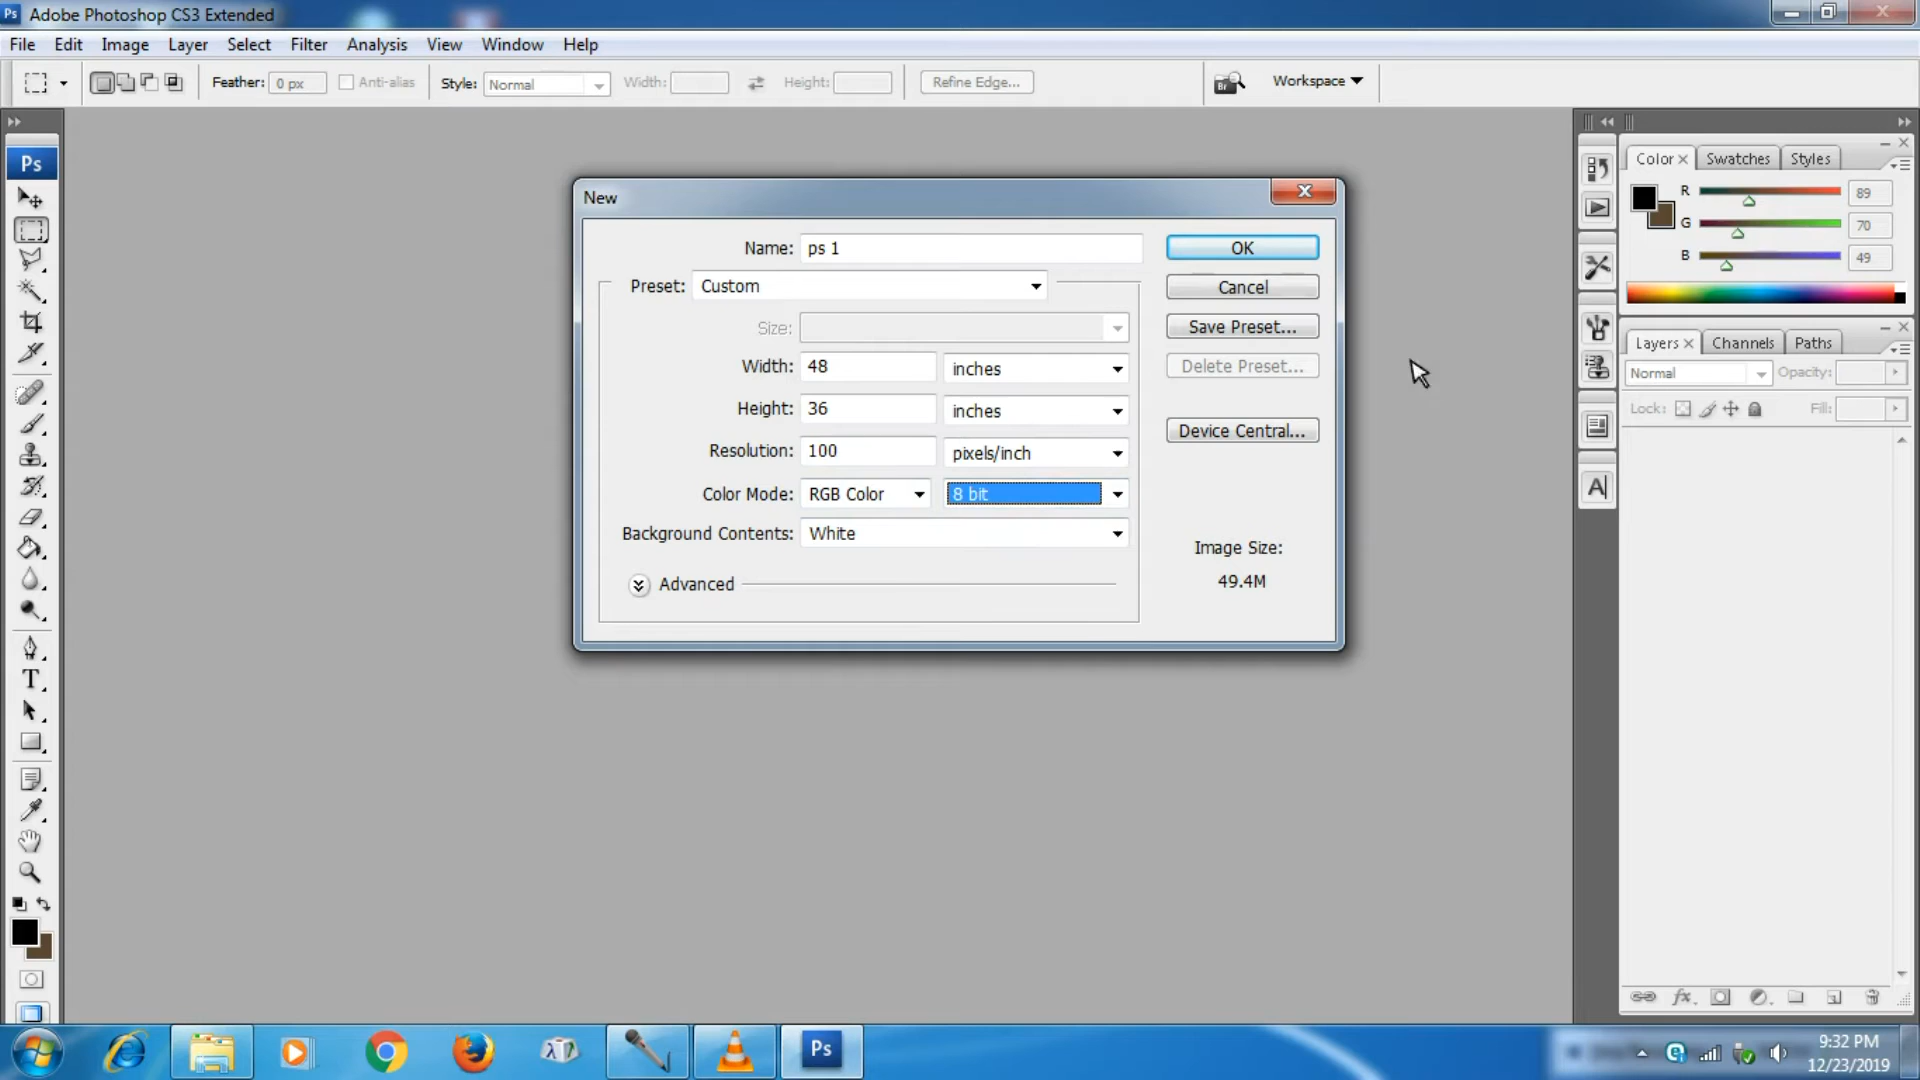 Ps Adobe Photoshop CS3 Extended
File Edit Image Layer Select Filter Analysis View Window Help
Feather: 0 px Anti-alias Style: Normal Width: Height: Refine Edge... Br Workspace
Ps
Color Swatches Styles
R 89
G 70
B 49
Layers Channels Paths
Normal Opacity:
Lock: Fill:
A
T
fx
New
Name: ps 1
Preset: Custom
Size:
Width: 48 inches
Height: 36 inches
Resolution: 100 pixels/inch
Color Mode: RGB Color 8 bit
Background Contents: White
Advanced
OK
Cancel
Save Preset...
Delete Preset...
Device Central...
Image Size:
49.4M
Ps
9:32 PM
12/23/2019